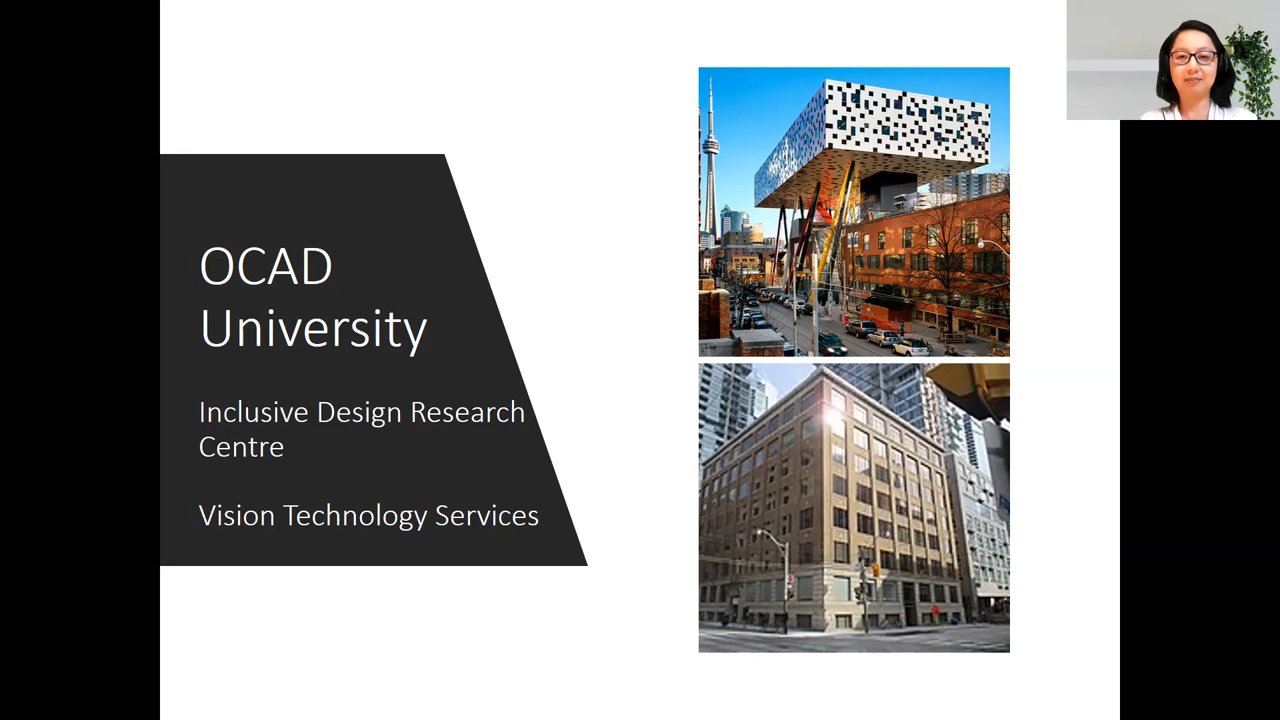 OCAD
University
Inclusive Design Research
Centre
Vision Technology Services